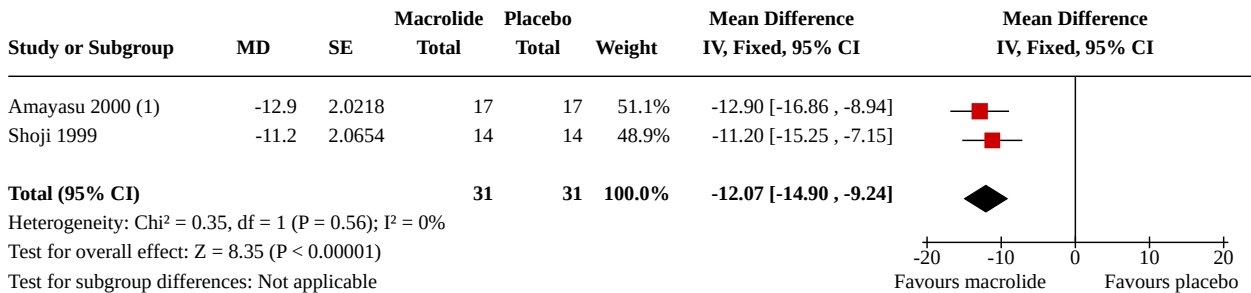 Macrolide Placebo Mean Difference Mean Difference
Study or Subgroup MD SE Total Total Weight IV, Fixed, 95% CI IV, Fixed, 95% CI
Amayasu 2000 (1) -12.9 2.0218 17 17 51.1% -12.90 [-16.86 , -8.94]
Shoji 1999 -11.2 2.0654 14 14 48.9% -11.20 [-15.25 , -7.15]
Total (95% CI) 31 31 100.0% -12.07 [-14.90 , -9.24]
Heterogeneity: Chi² = 0.35, df = 1 (P = 0.56); I² = 0%
Test for overall effect: Z = 8.35 (P < 0.00001)
-20 -10 0 10 20
Test for subgroup differences: Not applicable Favours macrolide Favours placebo